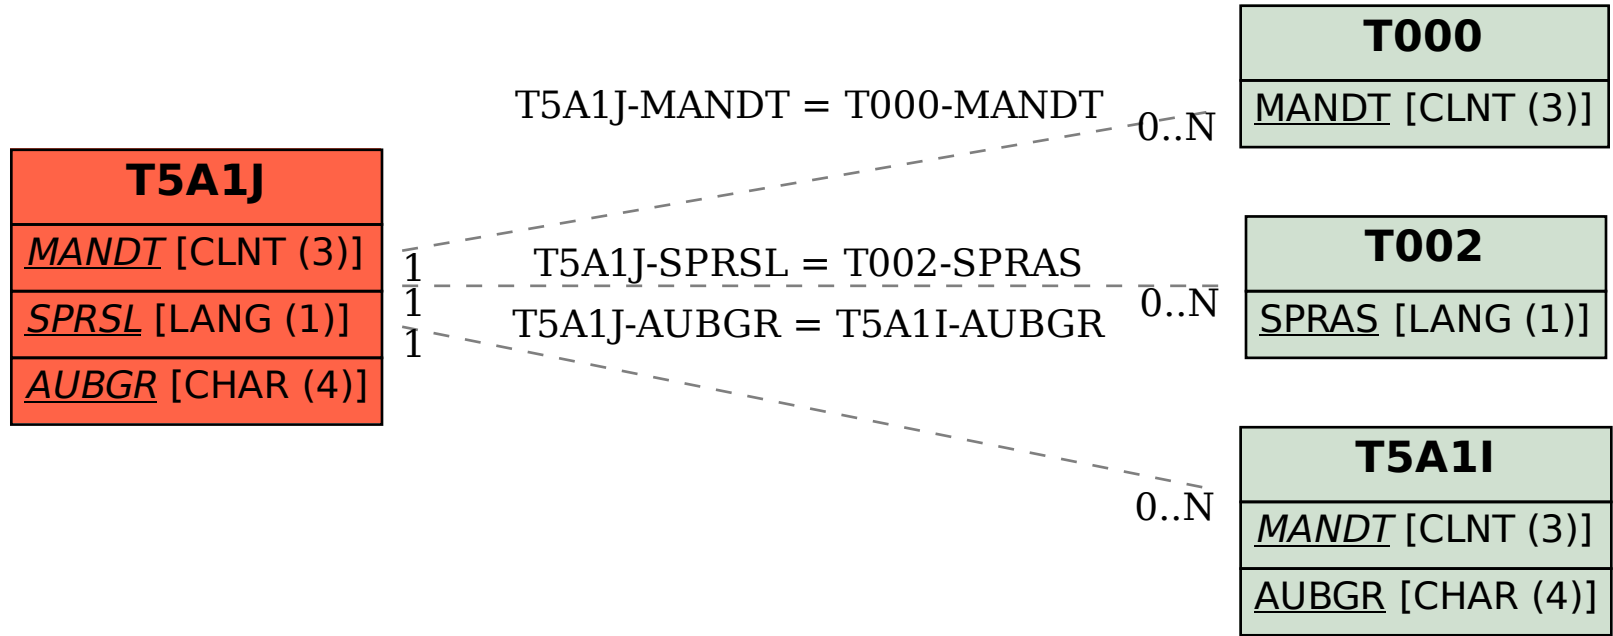 T000
MANDT [CLNT (3)]
T5A1J-MANDT = T000-MANDT
0..N
T5A1J
MANDT [CLNT (3)]
SPRSL [LANG (1)]
AUBGR [CHAR (4)]
1
T5A1J-SPRSL = T002-SPRAS
1
0..N
T002
SPRAS [LANG (1)]
T5A1J-AUBGR = T5A1I-AUBGR
1
0..N
T5A1I
MANDT [CLNT (3)]
AUBGR [CHAR (4)]